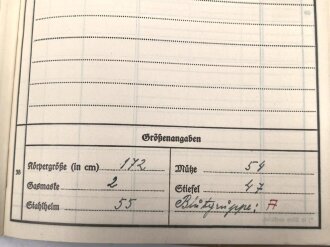 Größenangaben
Körpergröße (in cm) 172
Gasmaske 2
Stahlhelm 55
Mütze 54
Stiefel 47
Blutgruppe: A